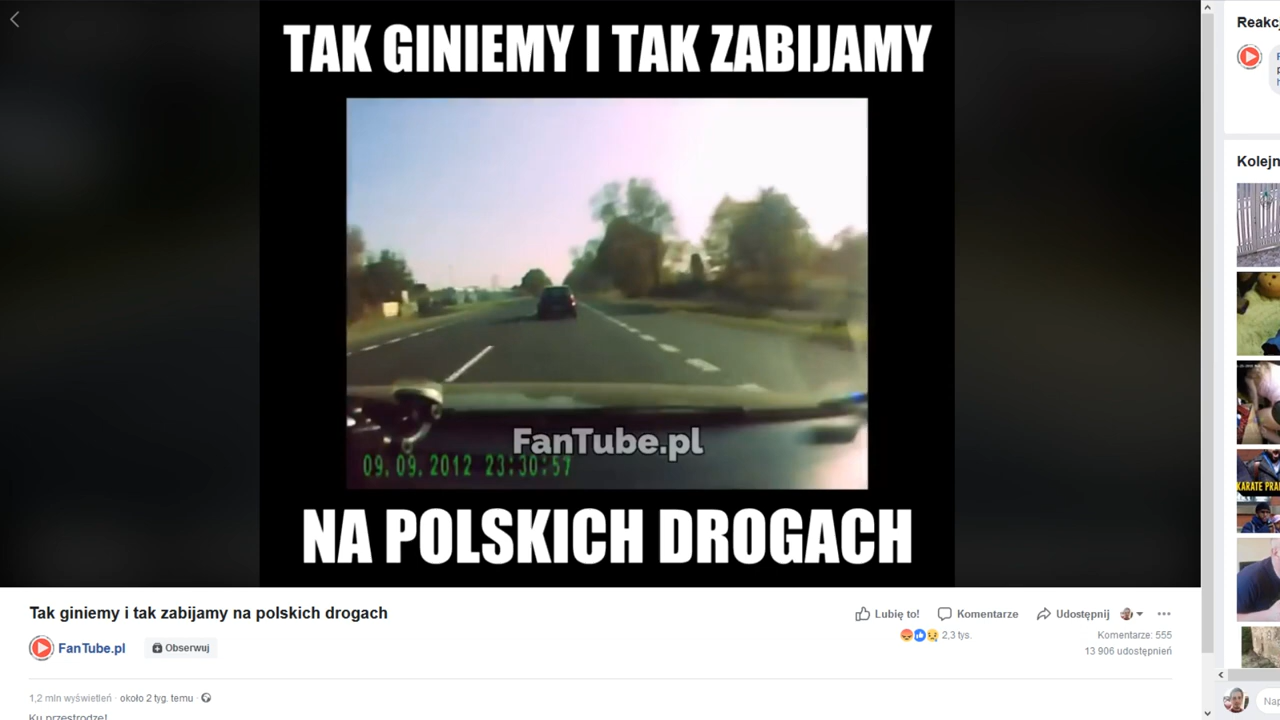 TAK GINIEMY I TAK ZABIJAMY
FanTube.pl
09.09.2012 23:30:57
NA POLSKICH DROGACH
Tak giniemy i tak zabijamy na polskich drogach
Lubię to!
Komentarze
Udostępnij
FanTube.pl
Obserwuj
2,3 tys.
Komentarze: 555
13 906 udostępnień
1,2 mln wyświetleń · około 2 tyg. temu
Ku przestrodze!
Reakc
Kolejn
KARATE PRA
Nap